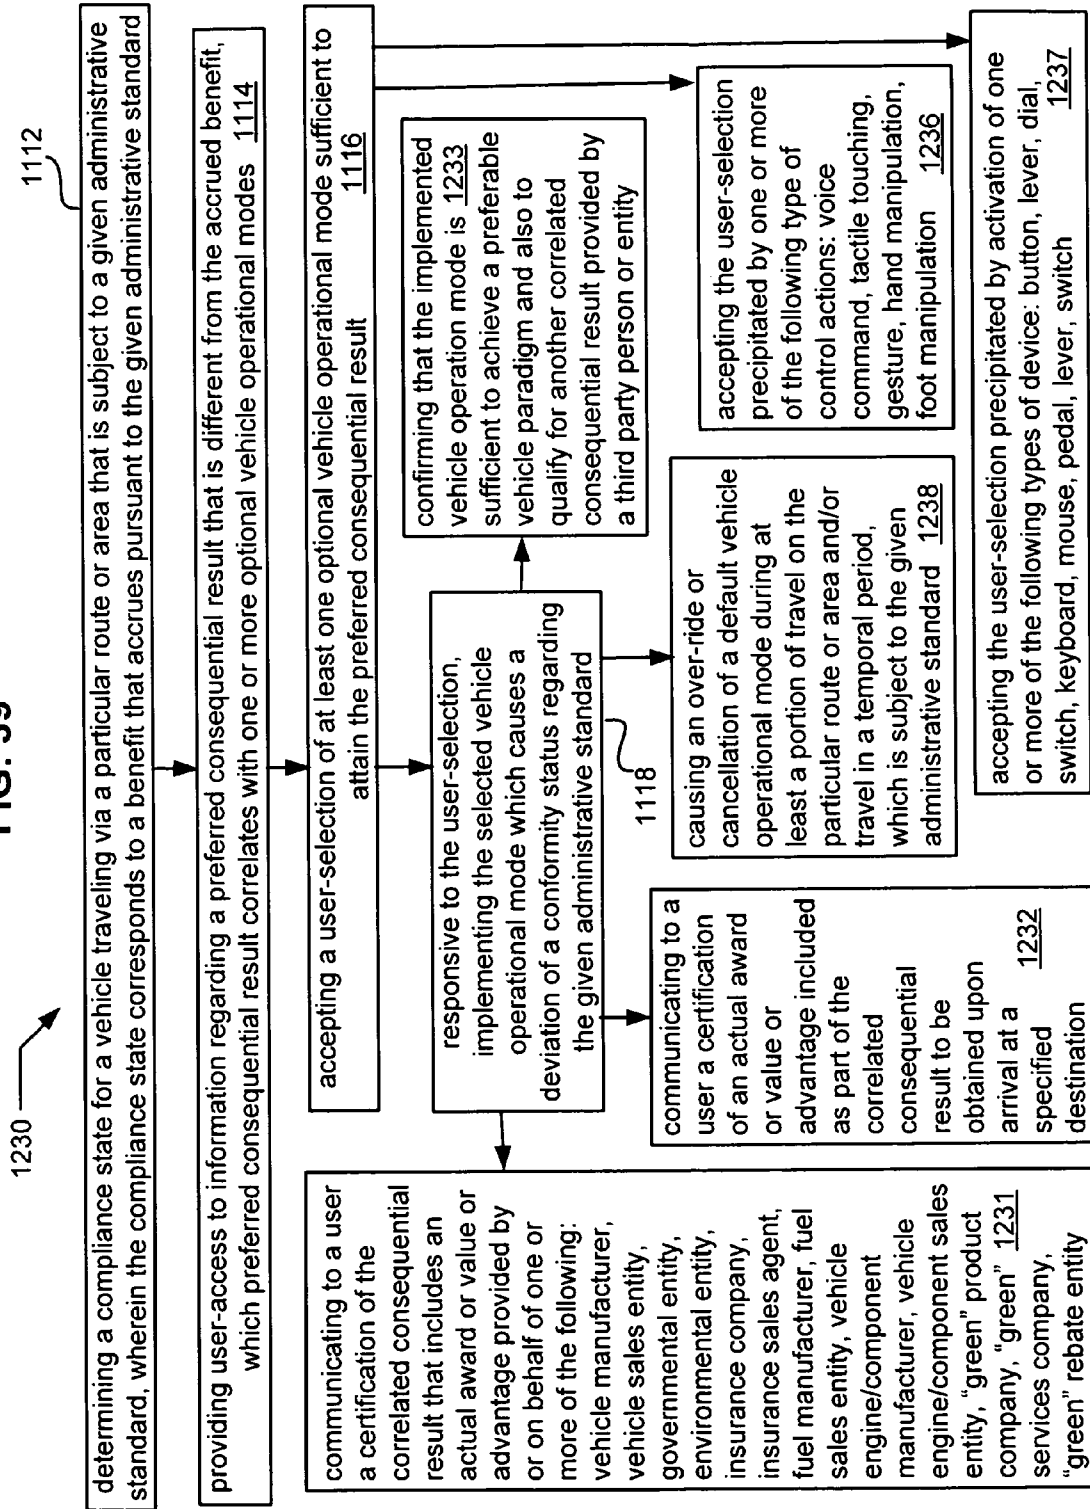 FIG. 39
1230
1112
determining a compliance state for a vehicle traveling via a particular route or area that is subject to a given administrative
standard, wherein the compliance state corresponds to a benefit that accrues pursuant to the given administrative standard
providing user-access to information regarding a preferred consequential result that is different from the accrued benefit,
which preferred consequential result correlates with one or more optional vehicle operational modes 1114
accepting a user-selection of at least one optional vehicle operational mode sufficient to
attain the preferred consequential result 1116
responsive to the user-selection,
implementing the selected vehicle
operational mode which causes a
deviation of a conformity status regarding
the given administrative standard
1118
confirming that the implemented
vehicle operation mode is 1233
sufficient to achieve a preferable
vehicle paradigm and also to
qualify for another correlated
consequential result provided by
a third party person or entity
communicating to a user
a certification of the
correlated consequential
result that includes an
actual award or value or
advantage provided by
or on behalf of one or
more of the following:
vehicle manufacturer,
vehicle sales entity,
governmental entity,
environmental entity,
insurance company,
insurance sales agent,
fuel manufacturer, fuel
sales entity, vehicle
engine/component
manufacturer, vehicle
engine/component sales
entity, “green” product
company, “green” 1231
services company,
“green” rebate entity
communicating to a
user a certification
of an actual award
or value or
advantage included
as part of the
correlated
consequential
result to be
obtained upon
arrival at a
specified 1232
destination
causing an over-ride or
cancellation of a default vehicle
operational mode during at
least a portion of travel on the
particular route or area and/or
travel in a temporal period,
which is subject to the given
administrative standard 1238
accepting the user-selection
precipitated by one or more
of the following type of
control actions: voice
command, tactile touching,
gesture, hand manipulation,
foot manipulation 1236
accepting the user-selection precipitated by activation of one
or more of the following types of device: button, lever, dial,
switch, keyboard, mouse, pedal, lever, switch 1237